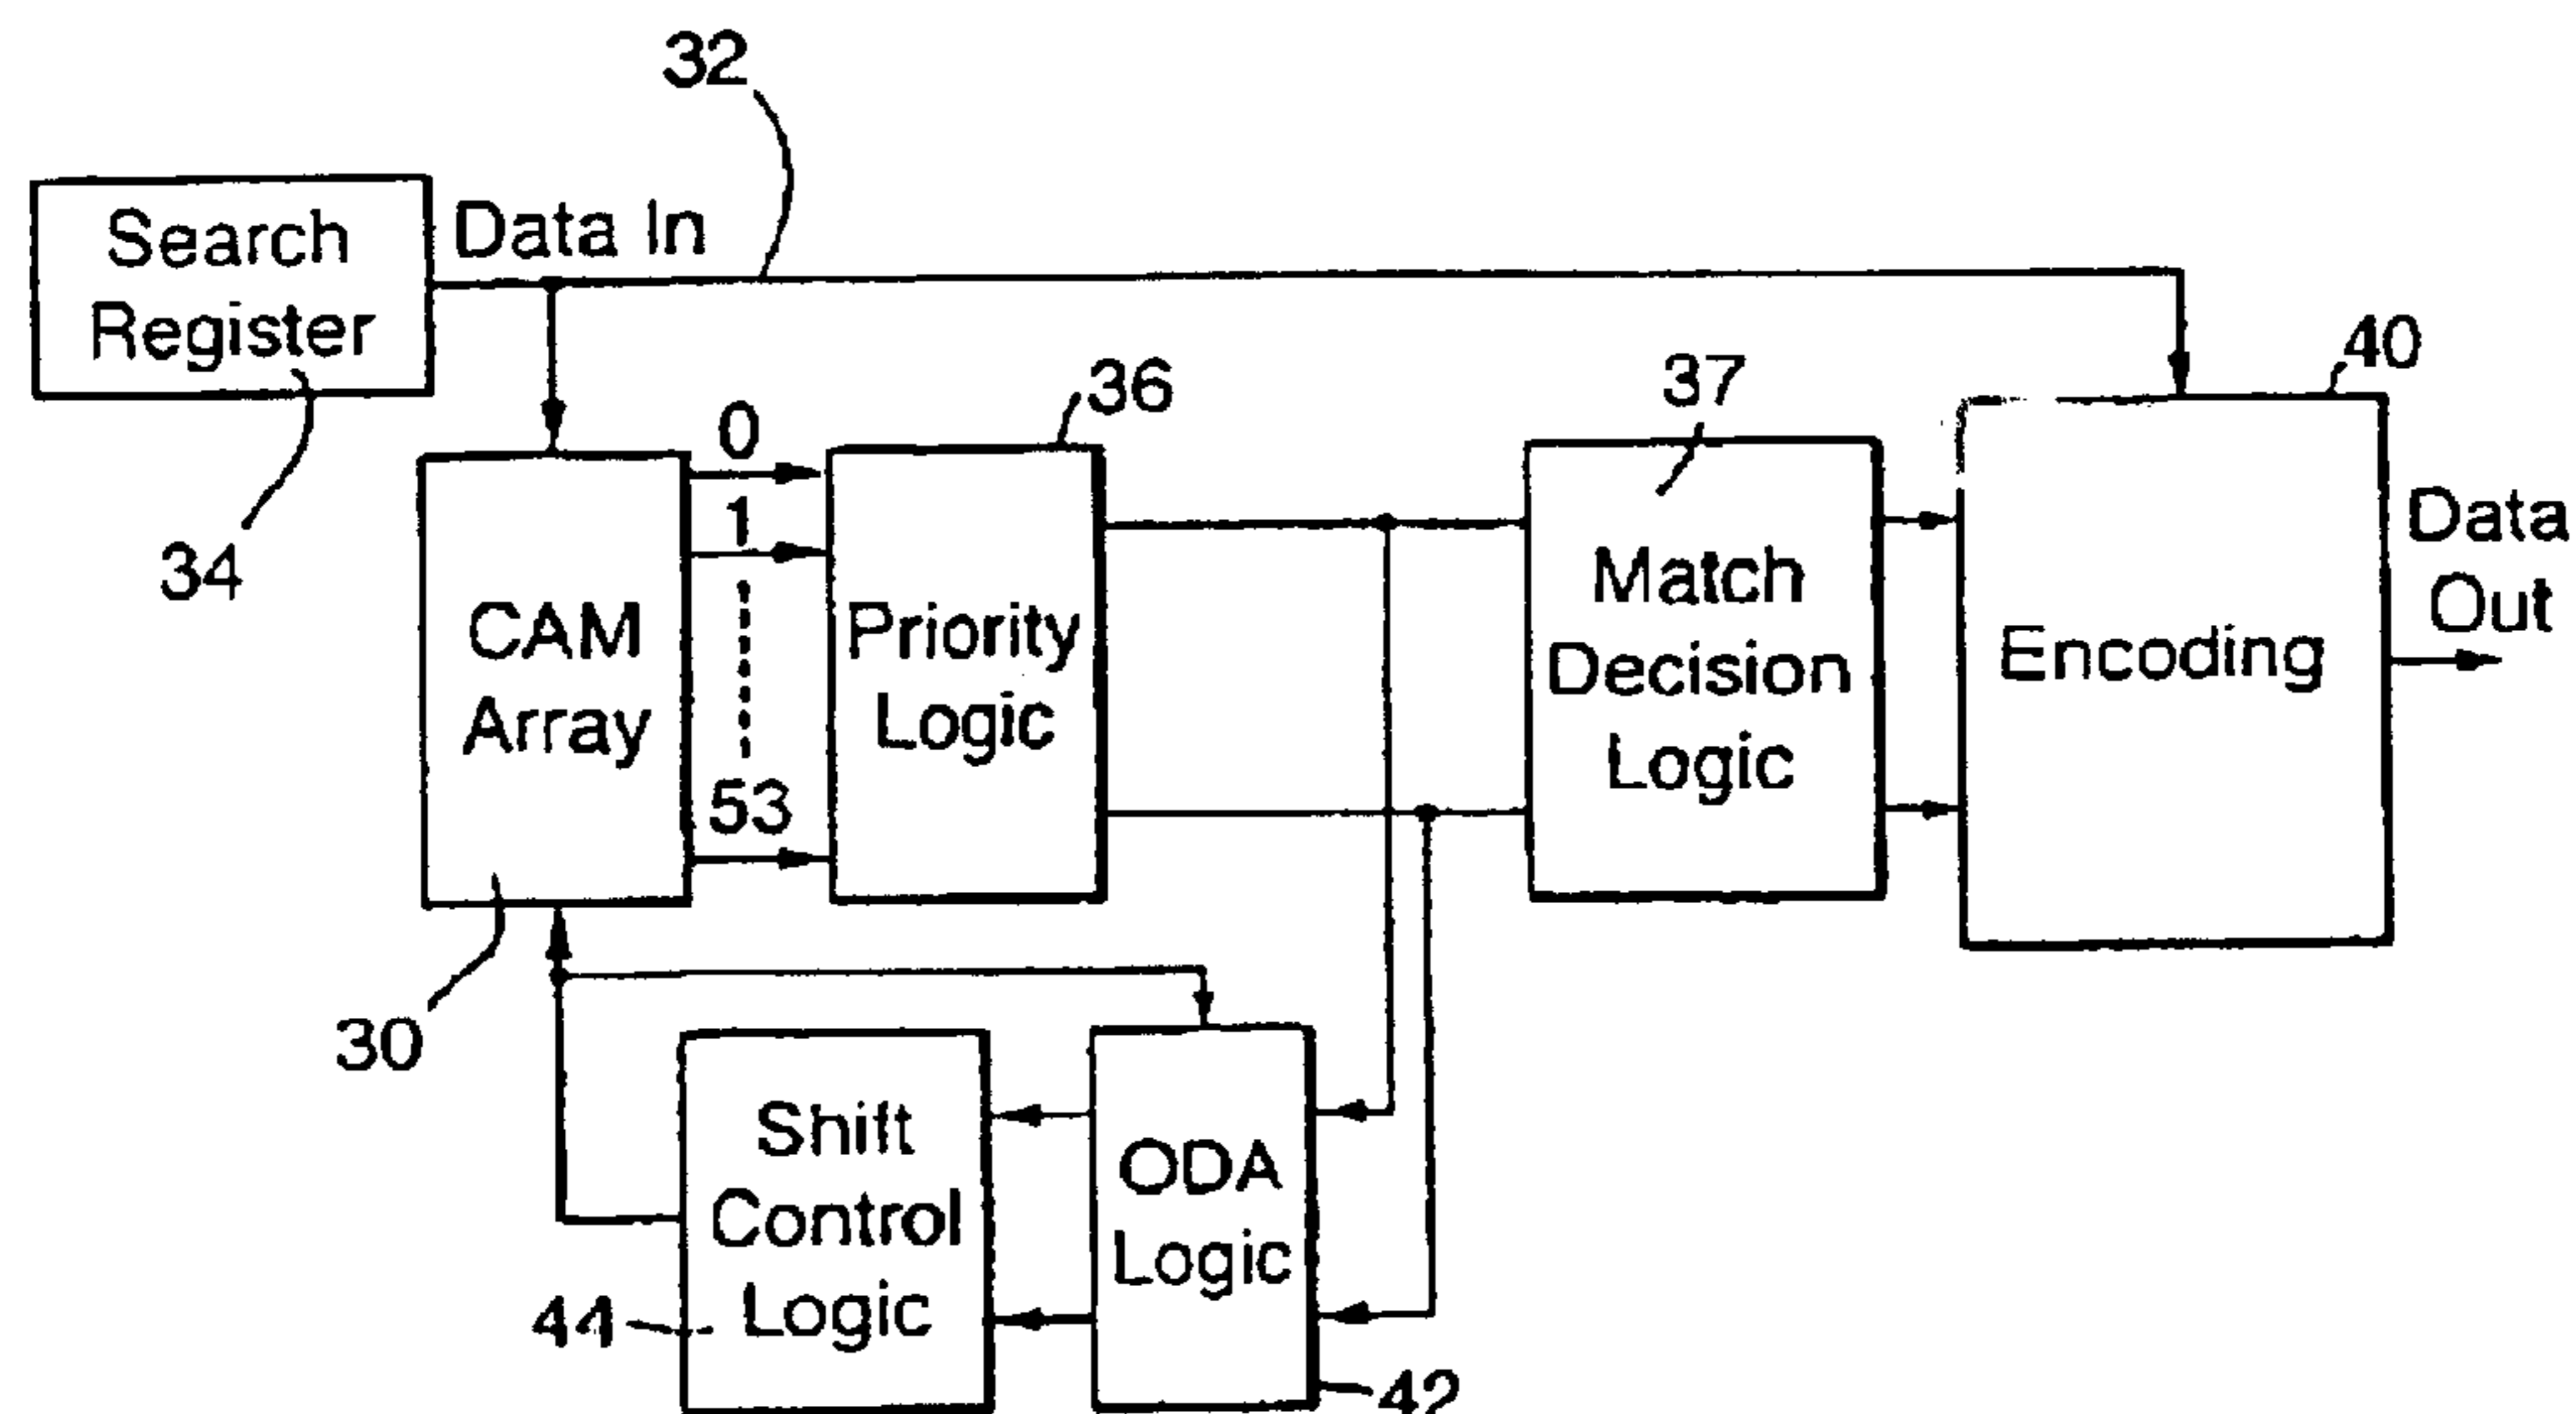 32
Search
Register
Data In
34
40
36
37
0
1
53
CAM
Array
Priority
Logic
Match
Decision
Logic
Encoding
Data
Out
30
Shift
Control
Logic
44
ODA
Logic
42